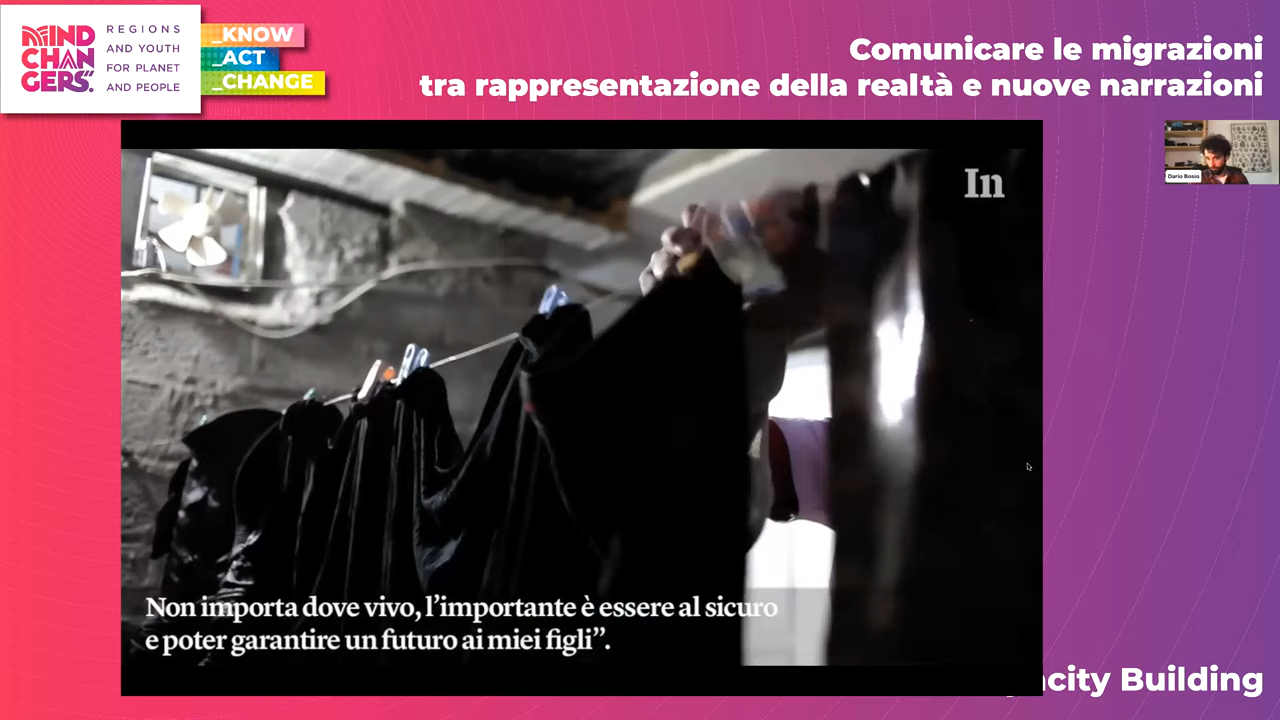 MIND
CHAN
GERS.
REGIONS
AND YOUTH
FOR PLANET
AND PEOPLE
_KNOW
_ACT
_CHANGE
Comunicare le migrazioni
tra rappresentazione della realtà e nuove narrazioni
Dario Bosio
In
Non importa dove vivo, l’importante è essere al sicuro
e poter garantire un futuro ai miei figli”.
Building